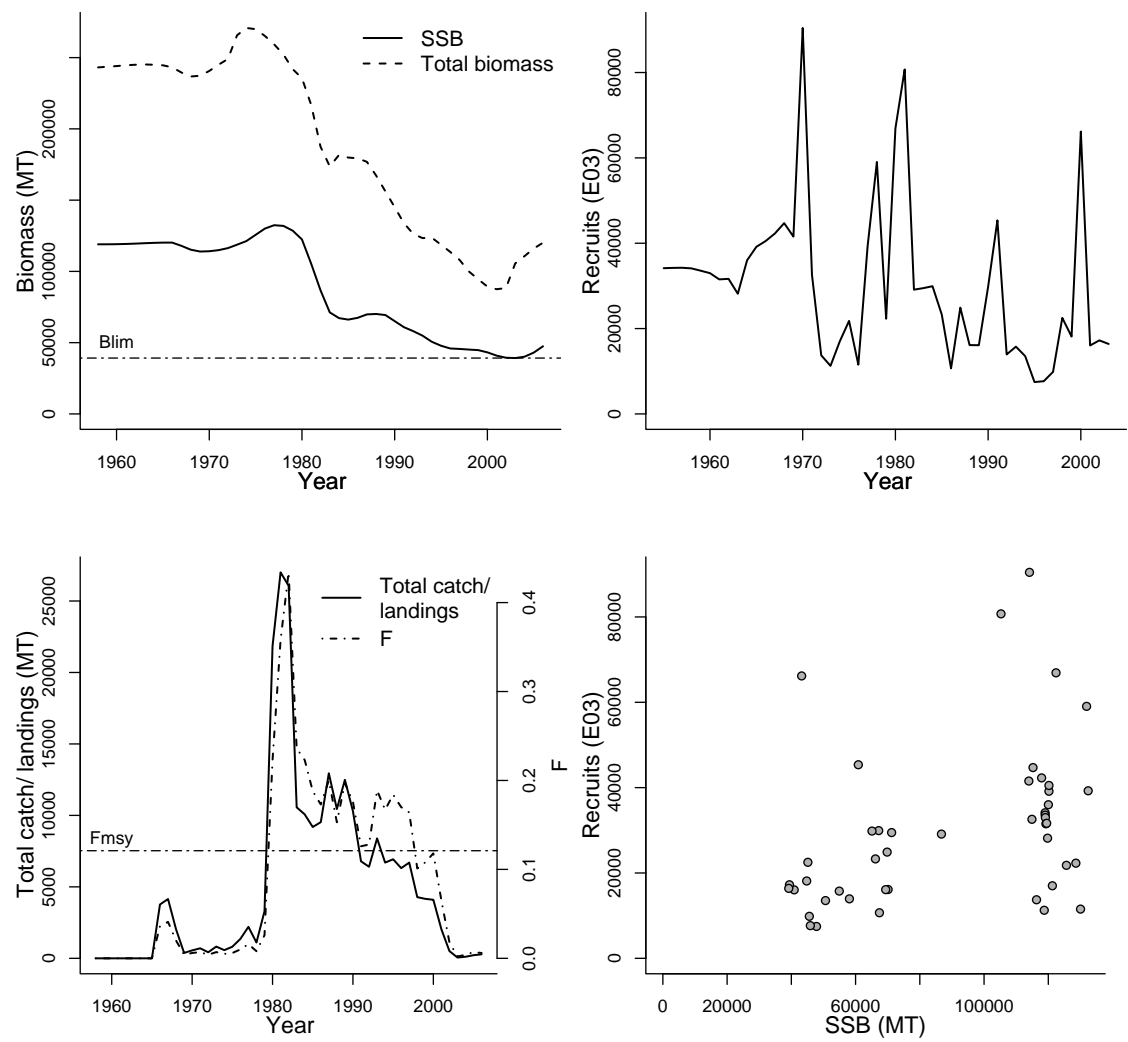 SSB
Total biomass
Biomass (MT)
0
50000
100000
200000
Blim
1960
1970
1980
1990
2000
Year
Recruits (E03)
0
20000
40000
60000
80000
1960
1970
1980
1990
2000
Year
Total catch/
landings
F
Total catch/ landings (MT)
0
5000
10000
15000
20000
25000
Fmsy
F
0.0
0.1
0.2
0.3
0.4
1960
1970
1980
1990
2000
Year
Recruits (E03)
0
20000
40000
60000
80000
0
20000
60000
100000
SSB (MT)